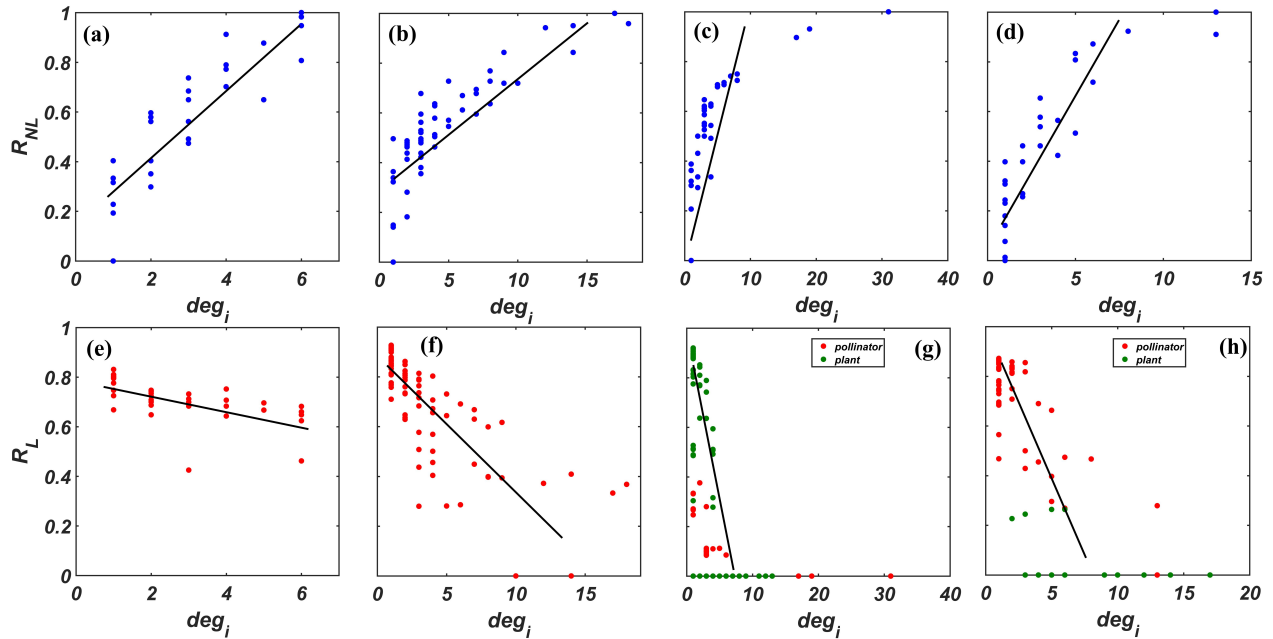 (a) (b) (c) (d)
R_NL
1
0.8
0.6
0.4
0.2
0
0 2 4 6 0 5 10 15 0 10 20 30 40 0 5 10 15
deg_i deg_i deg_i deg_i
(e) (f) pollinator plant (g) pollinator plant (h)
R_L
1
0.8
0.6
0.4
0.2
0
0 2 4 6 0 5 10 15 0 10 20 30 40 0 5 10 15 20
deg_i deg_i deg_i deg_i